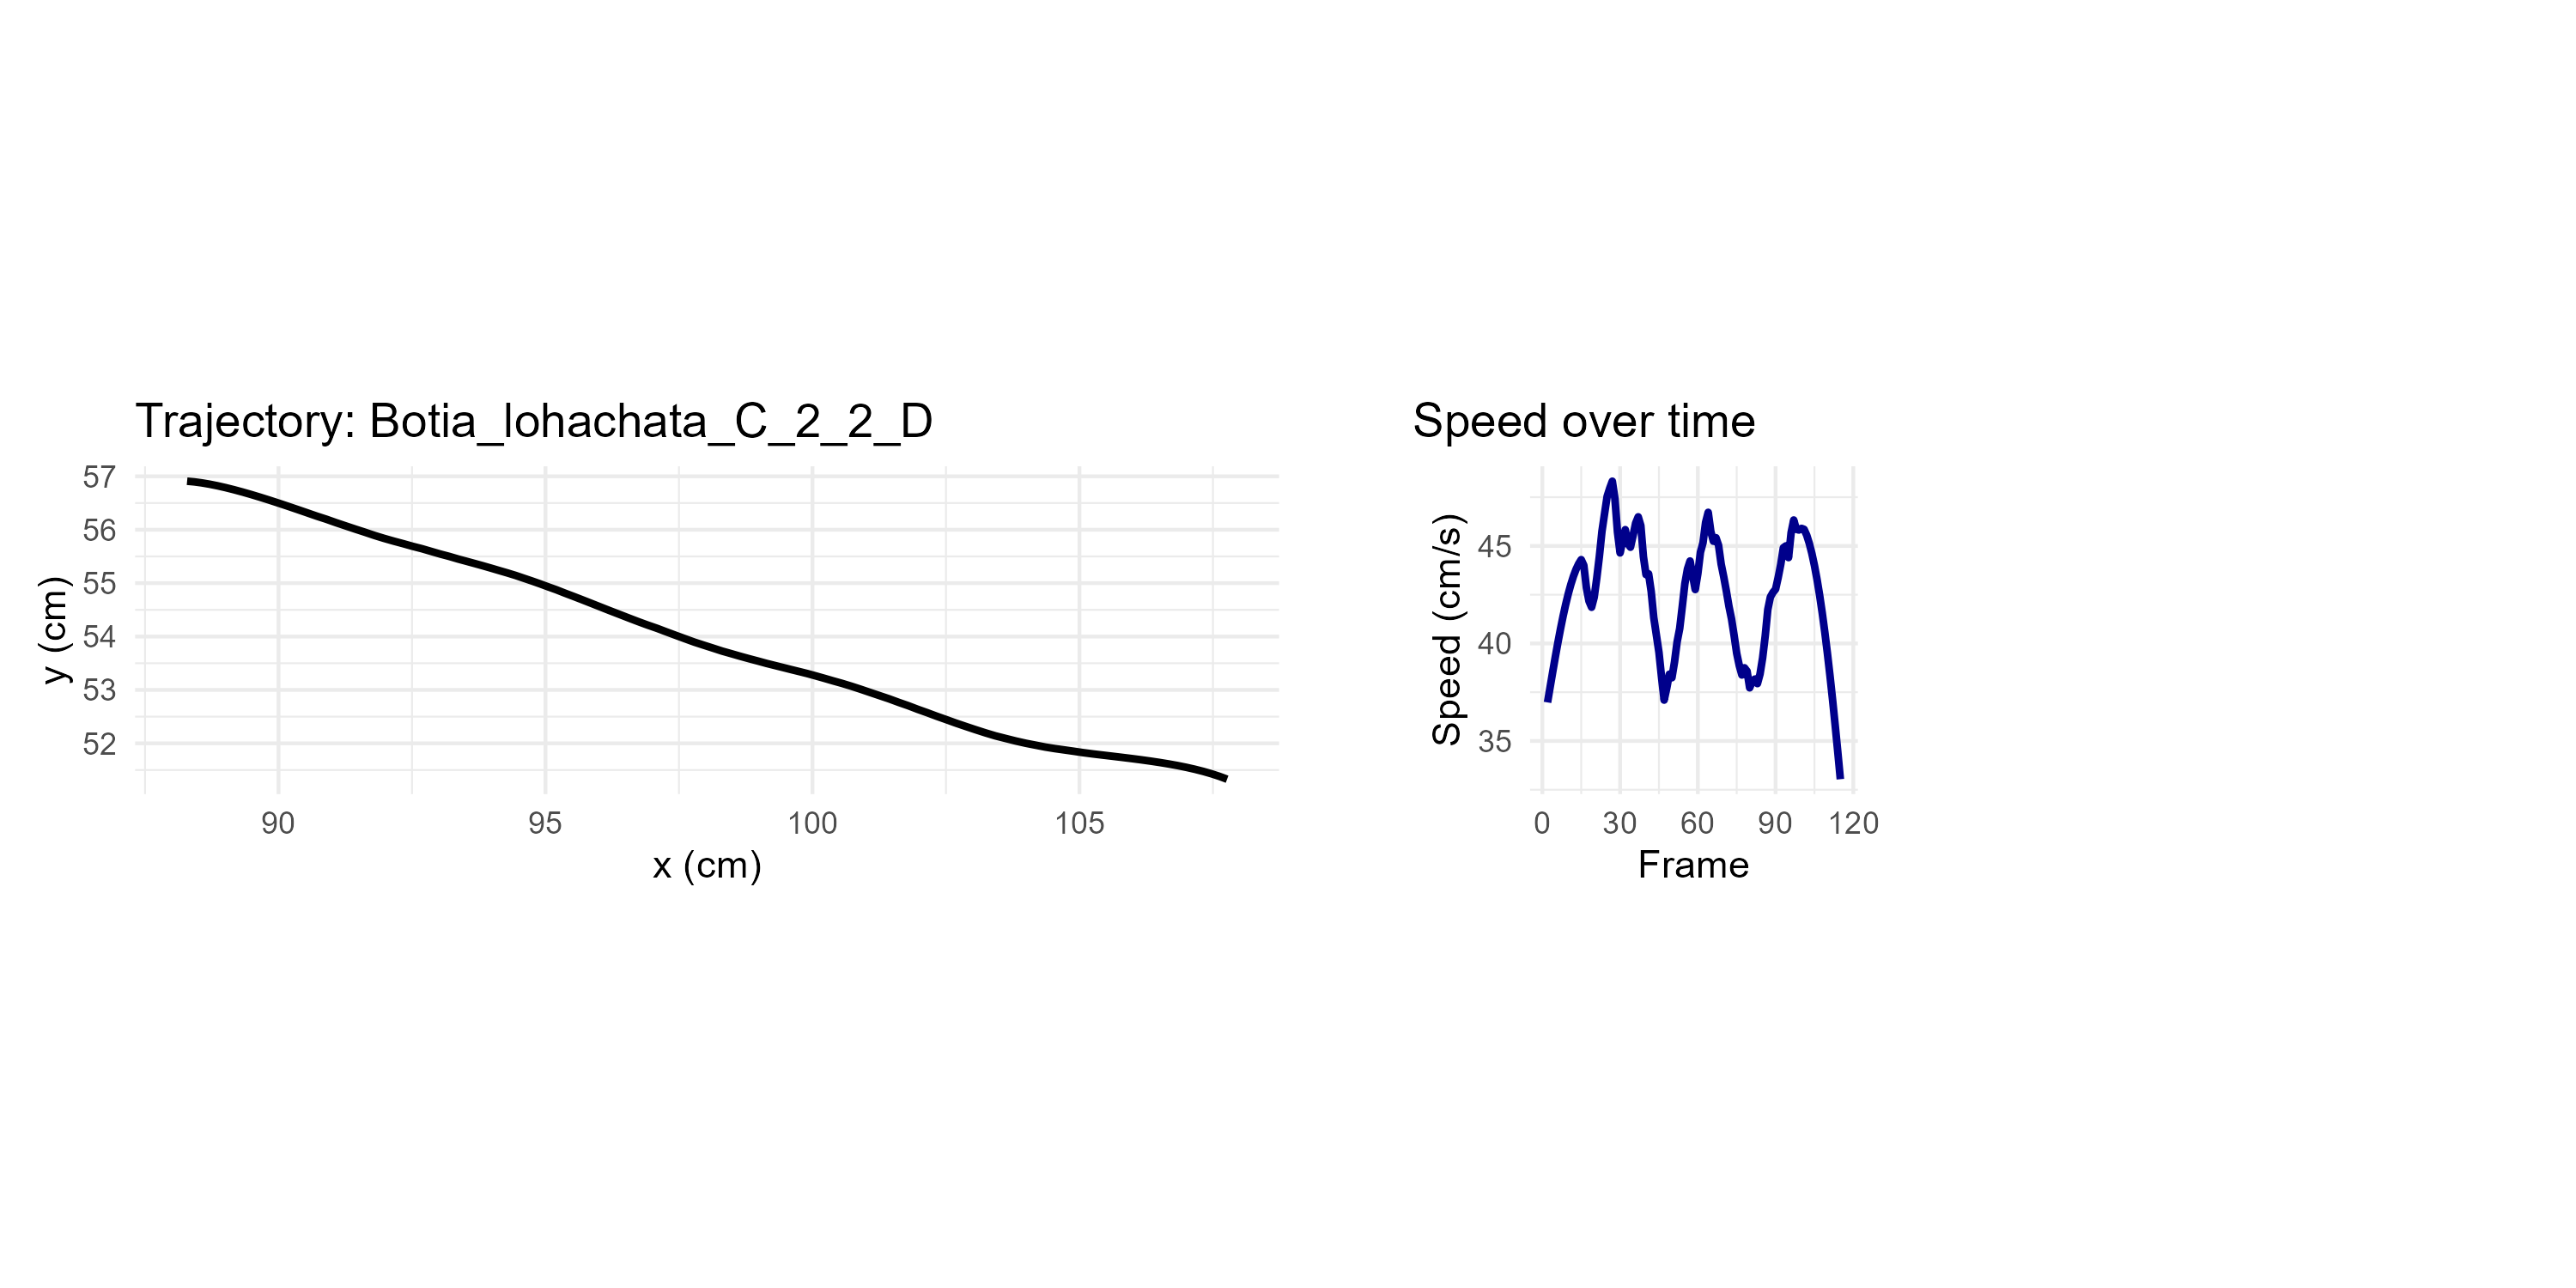 Trajectory: Botia_lohachata_C_2_2_D
57
56
55
54
53
52
y (cm)
90 95 100 105
x (cm)
Speed over time
45
40
35
Speed (cm/s)
0 30 60 90 120
Frame